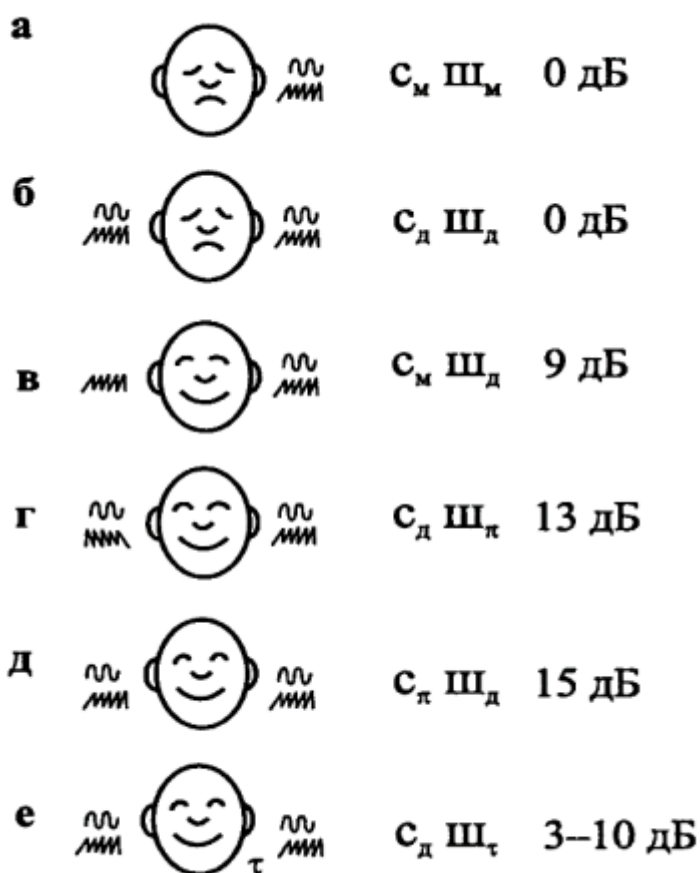 а с_м Ш_м 0 дБ
б с_д Ш_д 0 дБ
в с_м Ш_д 9 дБ
г с_д Ш_π 13 дБ
д с_π Ш_д 15 дБ
е τ с_д Ш_τ 3--10 дБ